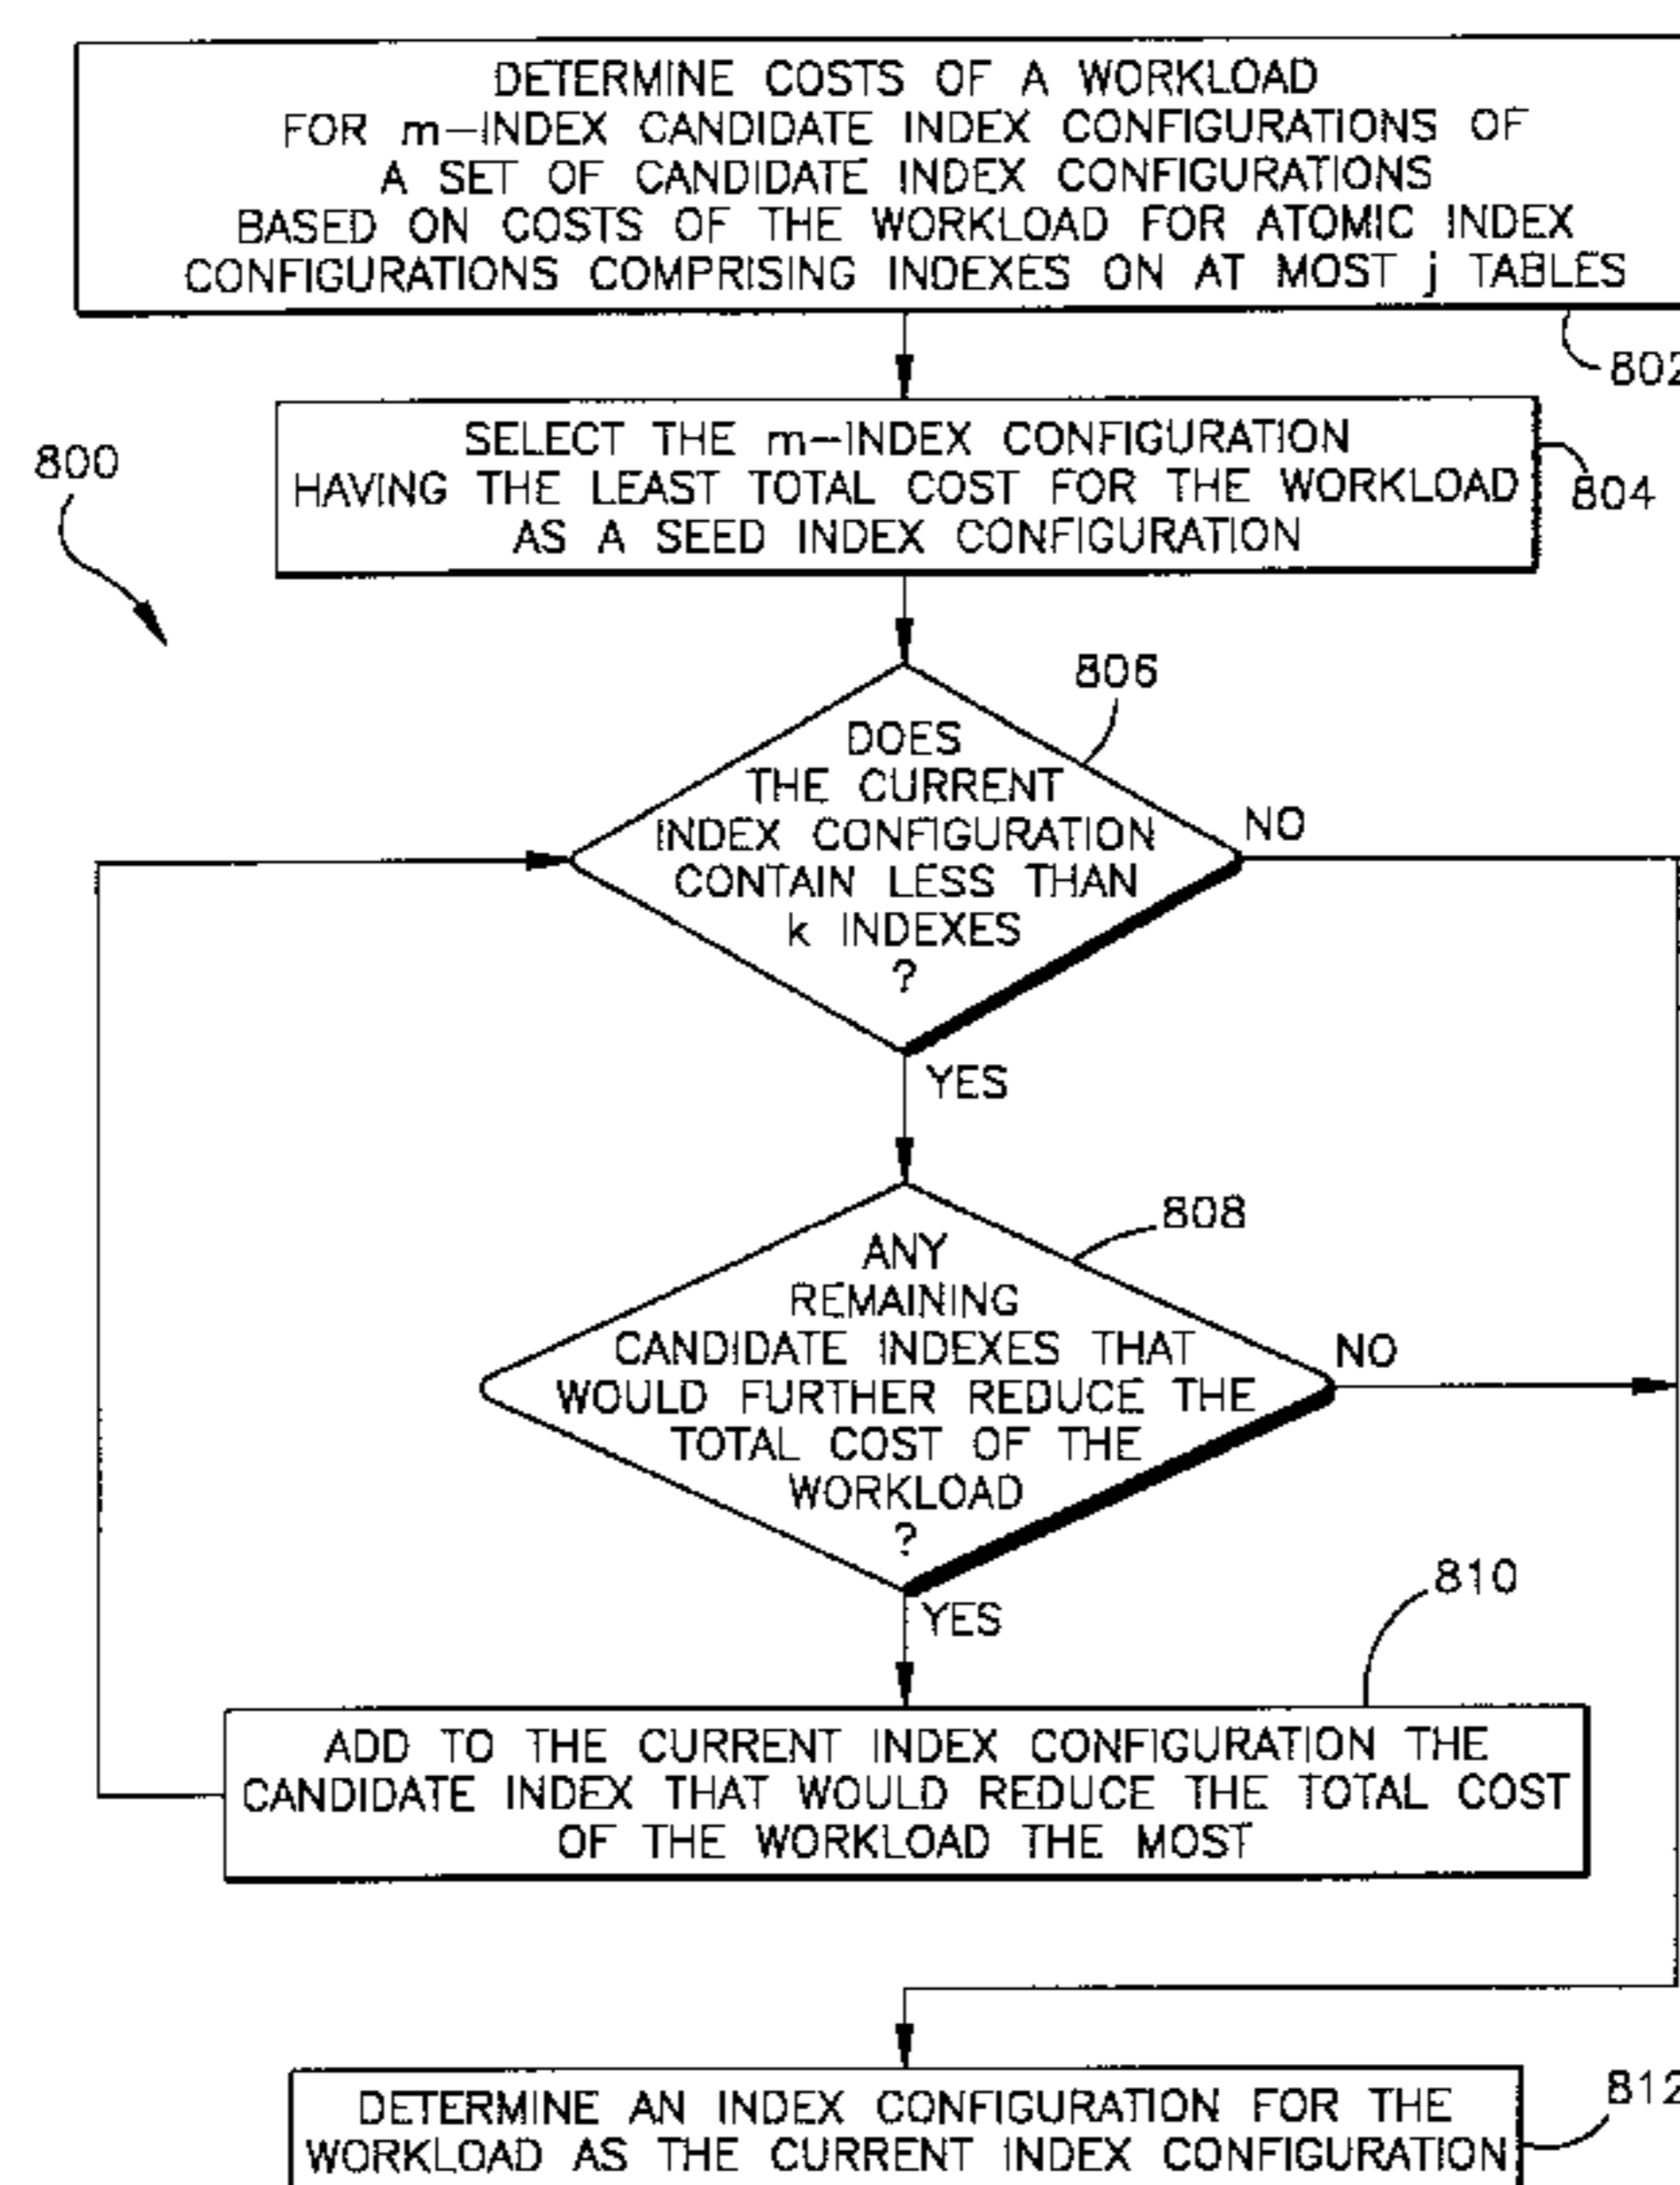 DETERMINE COSTS OF A WORKLOAD
FOR m-INDEX CANDIDATE INDEX CONFIGURATIONS OF
A SET OF CANDIDATE INDEX CONFIGURATIONS
BASED ON COSTS OF THE WORKLOAD FOR ATOMIC INDEX
CONFIGURATIONS COMPRISING INDEXES ON AT MOST j TABLES
802
SELECT THE m-INDEX CONFIGURATION
HAVING THE LEAST TOTAL COST FOR THE WORKLOAD
AS A SEED INDEX CONFIGURATION
804
800
806
DOES
THE CURRENT
INDEX CONFIGURATION
CONTAIN LESS THAN
k INDEXES
?
NO
YES
808
ANY
REMAINING
CANDIDATE INDEXES THAT
WOULD FURTHER REDUCE THE
TOTAL COST OF THE
WORKLOAD
?
NO
YES
810
ADD TO THE CURRENT INDEX CONFIGURATION THE
CANDIDATE INDEX THAT WOULD REDUCE THE TOTAL COST
OF THE WORKLOAD THE MOST
DETERMINE AN INDEX CONFIGURATION FOR THE
WORKLOAD AS THE CURRENT INDEX CONFIGURATION
812